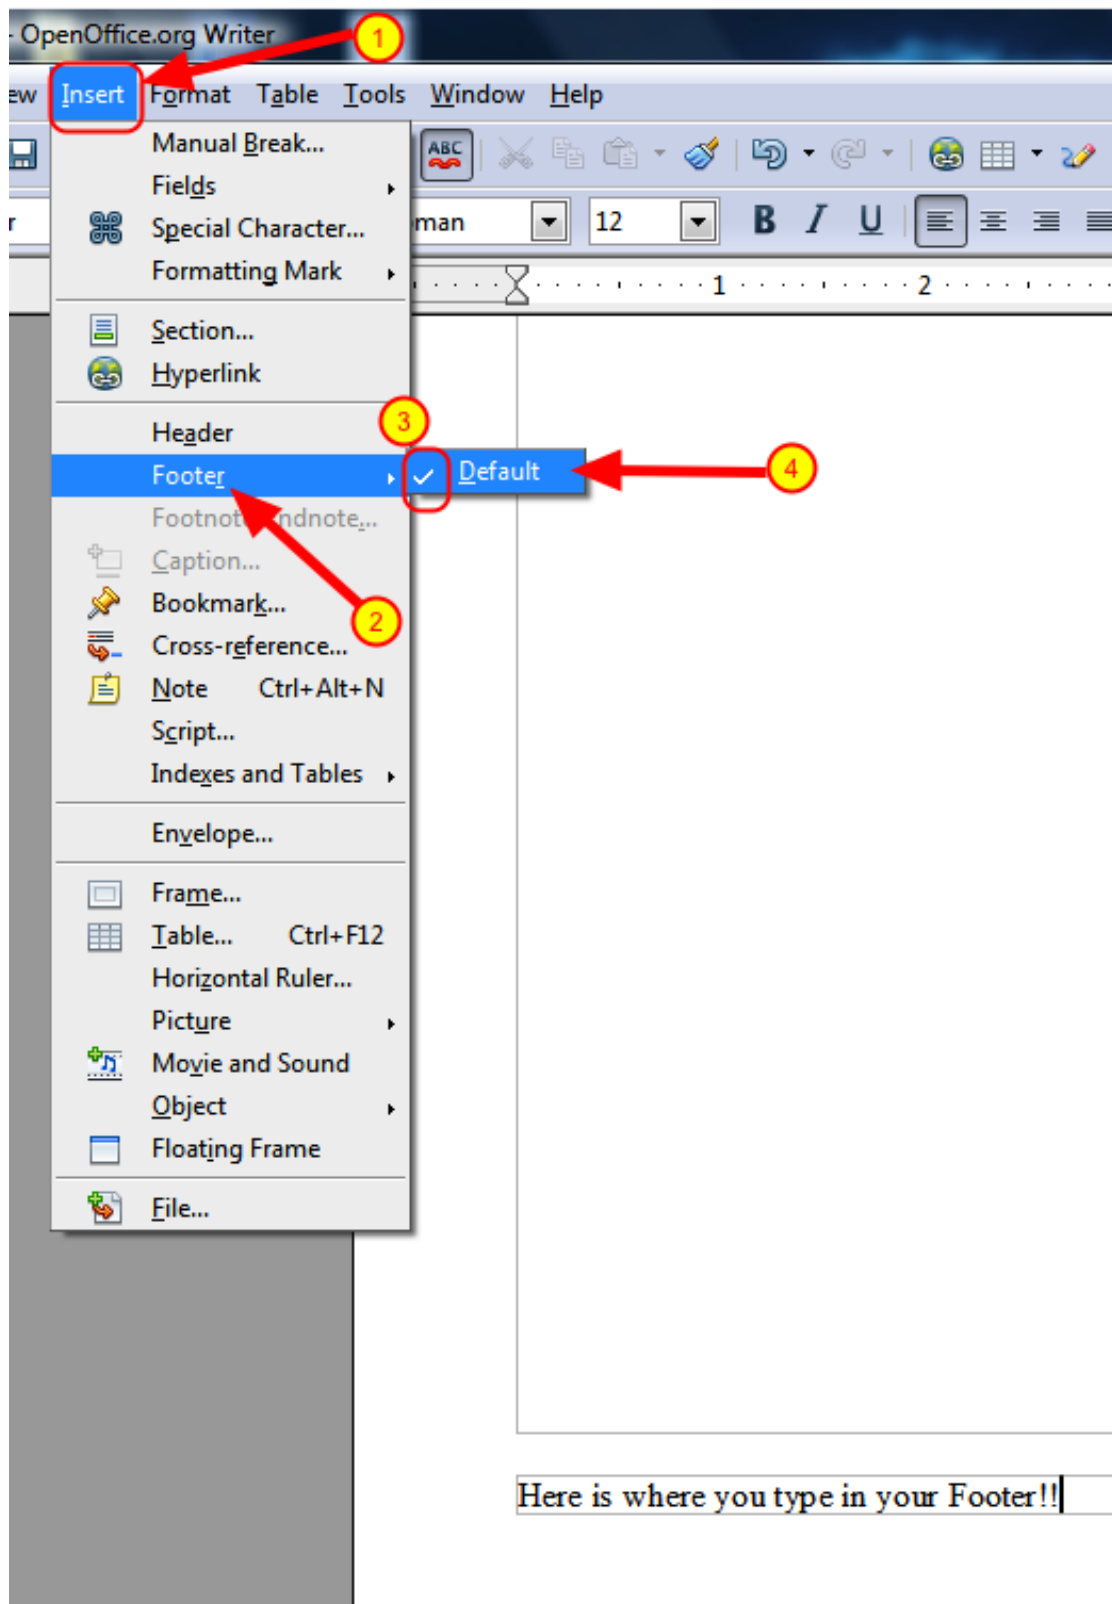 - OpenOffice.org Writer
1
ew Insert Format Table Tools Window Help
Manual Break...
ABC
Fields
r
Special Character...
man 12 B I U
Formatting Mark
1 2
Section...
Hyperlink
3
Header
Footer
Default
4
Footnote/Endnote...
Caption...
Bookmark...
2
Cross-reference...
Note Ctrl+Alt+N
Script...
Indexes and Tables
Envelope...
Frame...
Table... Ctrl+F12
Horizontal Ruler...
Picture
Movie and Sound
Object
Floating Frame
File...
Here is where you type in your Footer!!